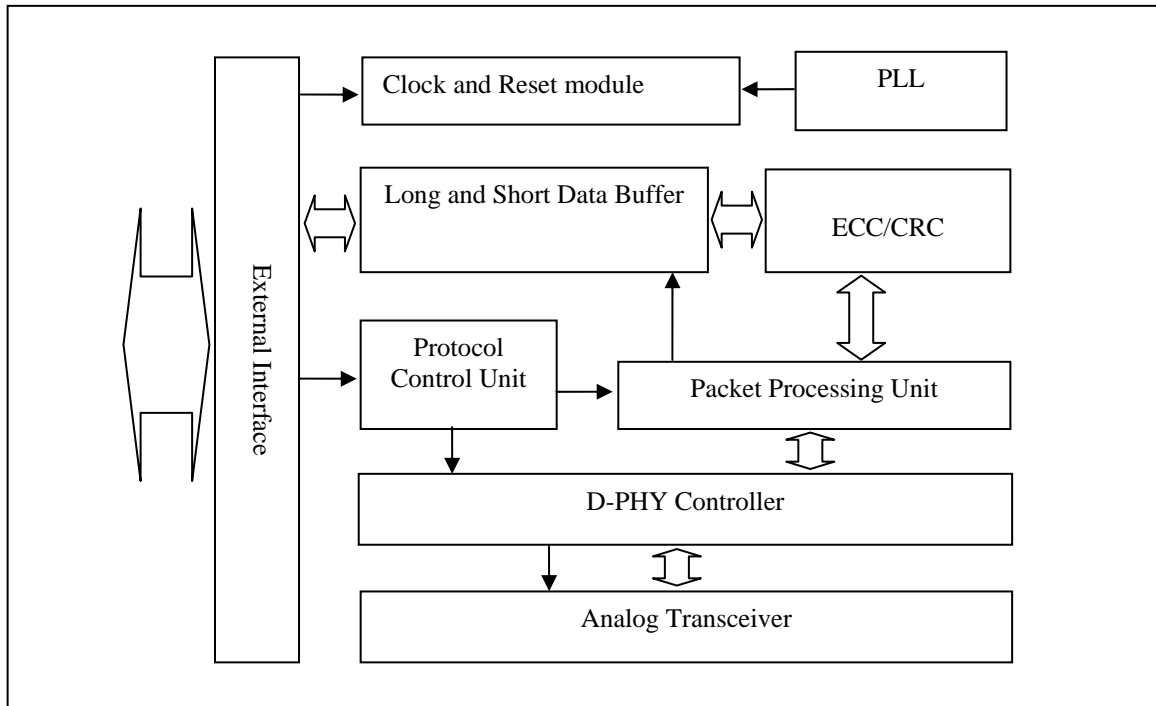 Clock and Reset module
PLL
Long and Short Data Buffer
ECC/CRC
External Interface
Protocol
Control Unit
Packet Processing Unit
D-PHY Controller
Analog Transceiver